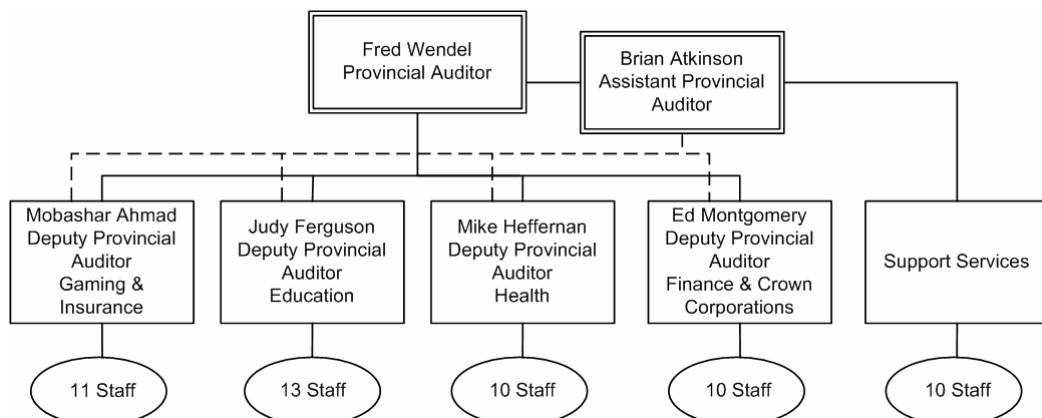 Fred Wendel
Provincial Auditor
Brian Atkinson
Assistant Provincial
Auditor
Mobashar Ahmad
Deputy Provincial
Auditor
Gaming &
Insurance
Judy Ferguson
Deputy Provincial
Auditor
Education
Mike Heffernan
Deputy Provincial
Auditor
Health
Ed Montgomery
Deputy Provincial
Auditor
Finance & Crown
Corporations
Support Services
11 Staff
13 Staff
10 Staff
10 Staff
10 Staff